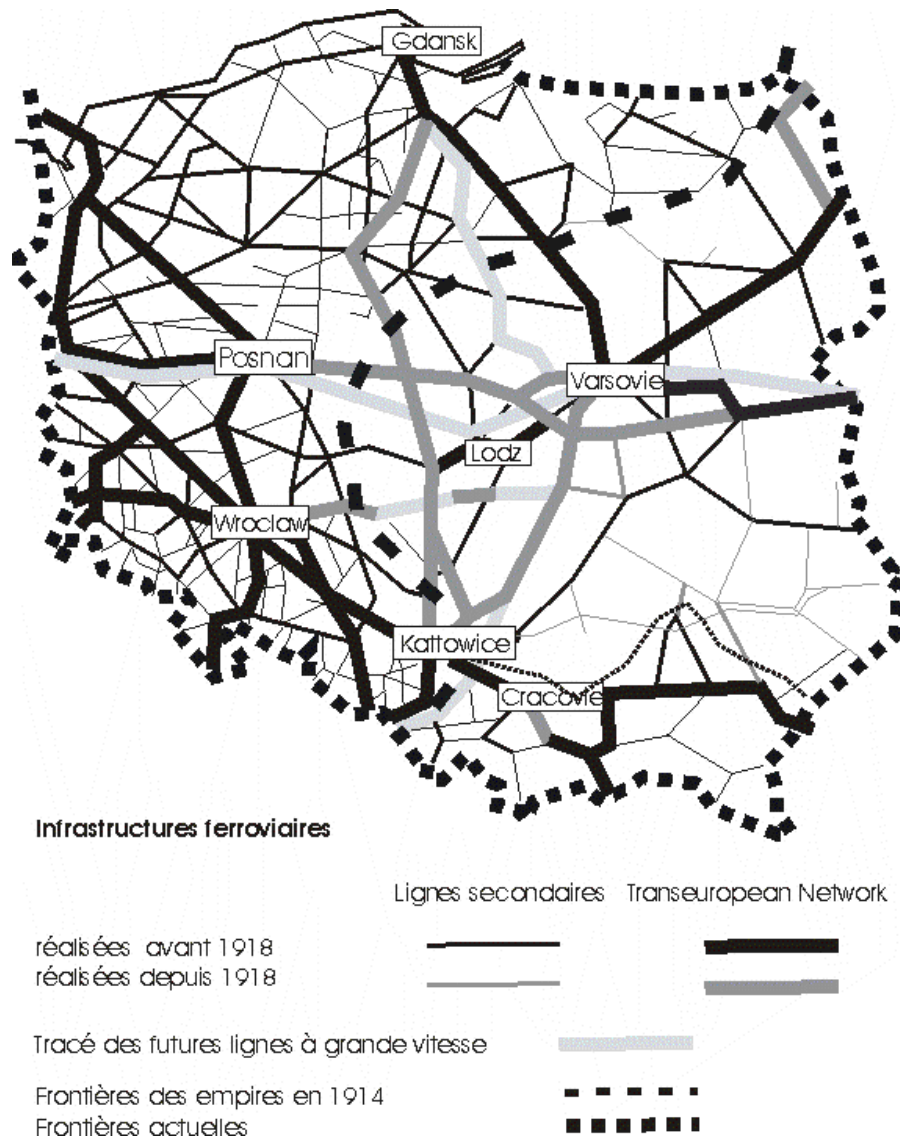 Gdansk
Posnan
Varsovie
Lodz
Wroclaw
Kattowice
Cracovie
Infrastructures ferroviaires
Lignes secondaires Transeuropean Network
réalisées avant 1918
réalisées depuis 1918
Tracé des futures lignes à grande vitesse
Frontières des empires en 1914
Frontières actuelles